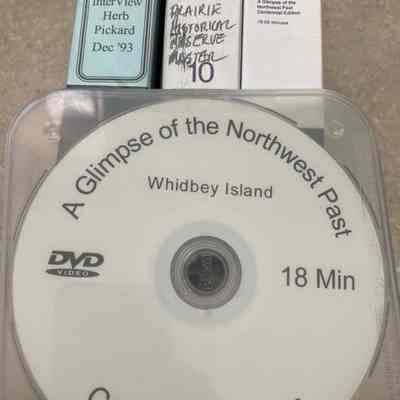 InterView
Herb
Pickard
Dec '93
PRAIRIE
HISTORICAL
RESERVE
MASTER
10
A Glimpse of the
Northwest Past
Centennial Edition
A Glimpse of the Northwest Past
Whidbey Island
DVD
VIDEO
18 Min